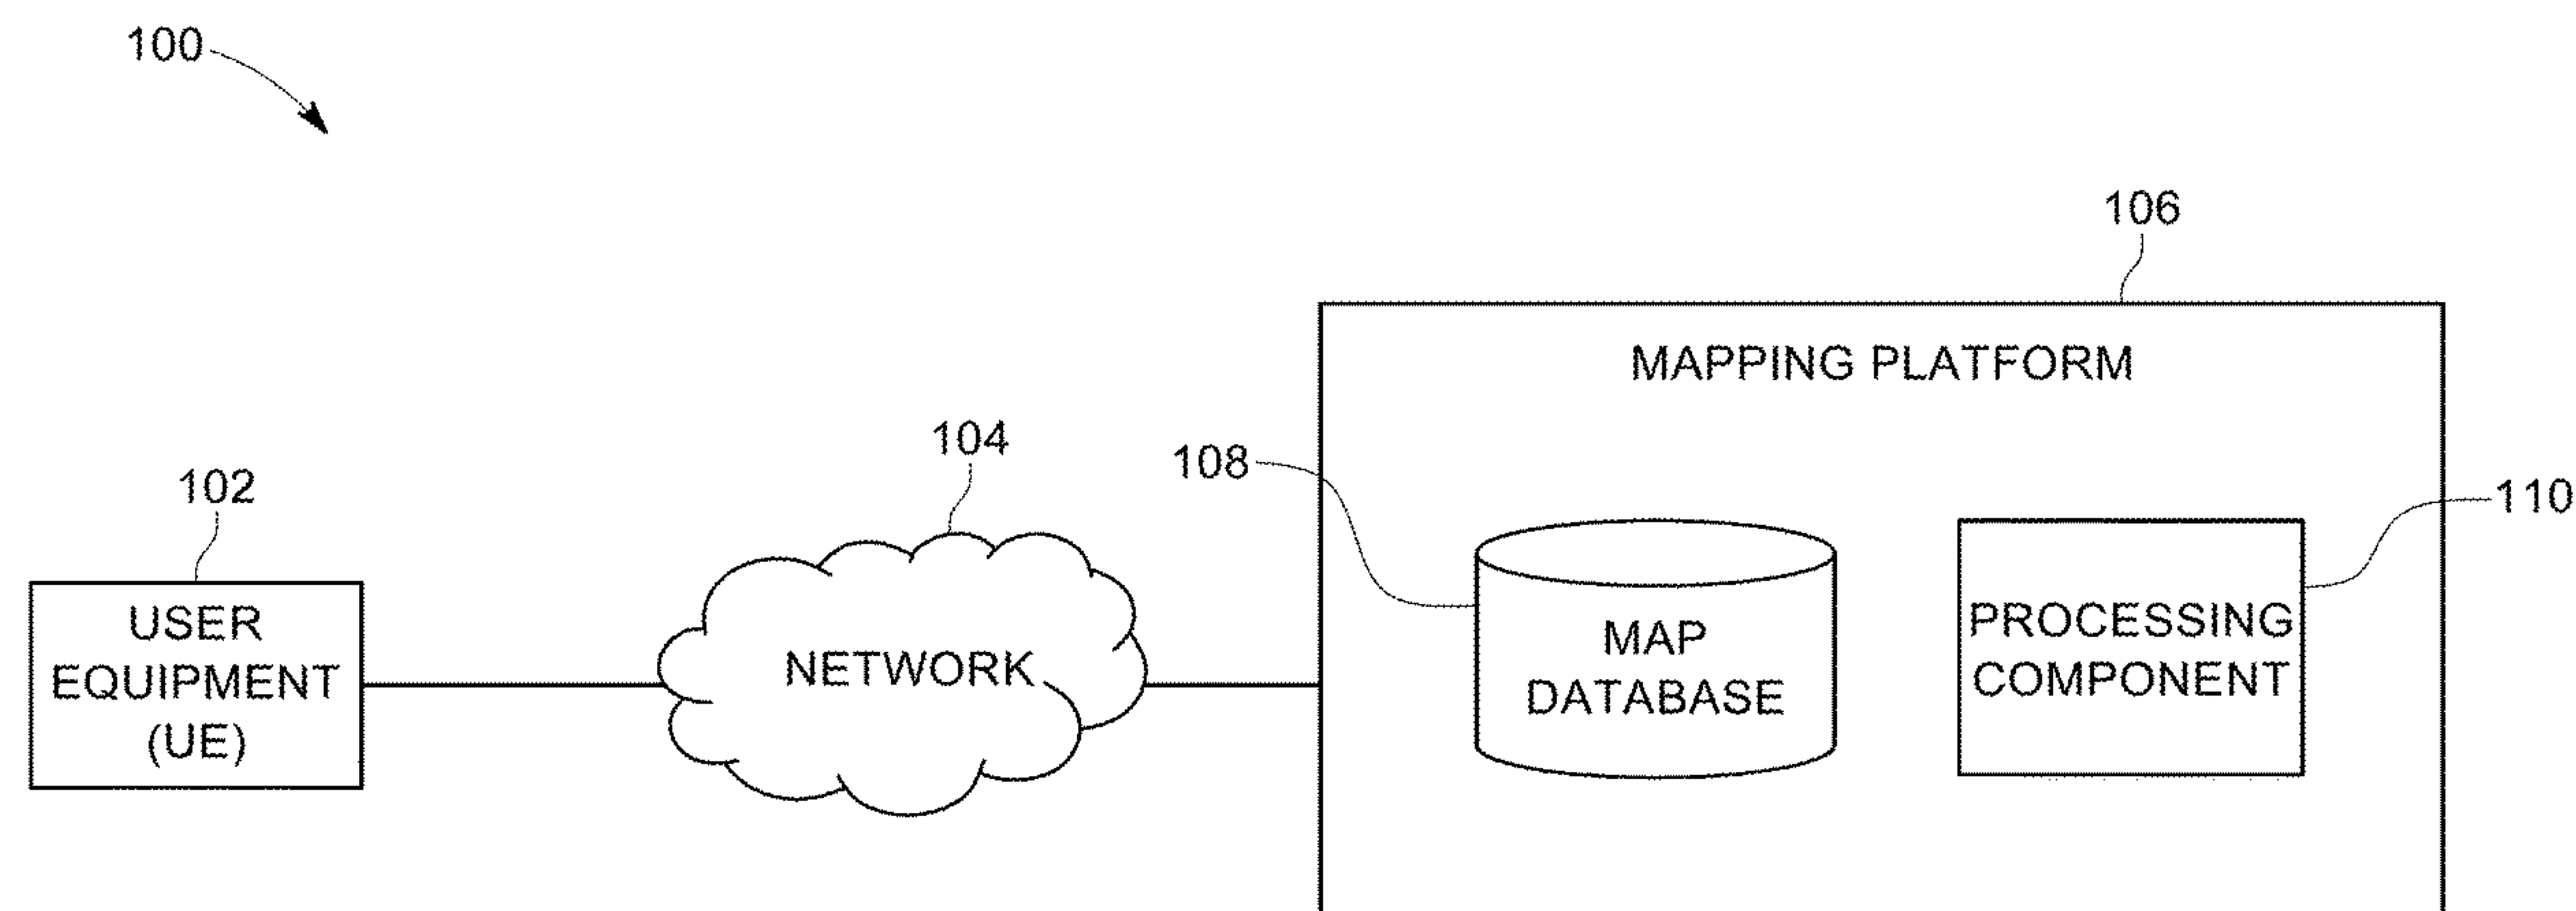 100
106
MAPPING PLATFORM
104
108
102
110
USER
EQUIPMENT
(UE)
NETWORK
MAP
DATABASE
PROCESSING
COMPONENT